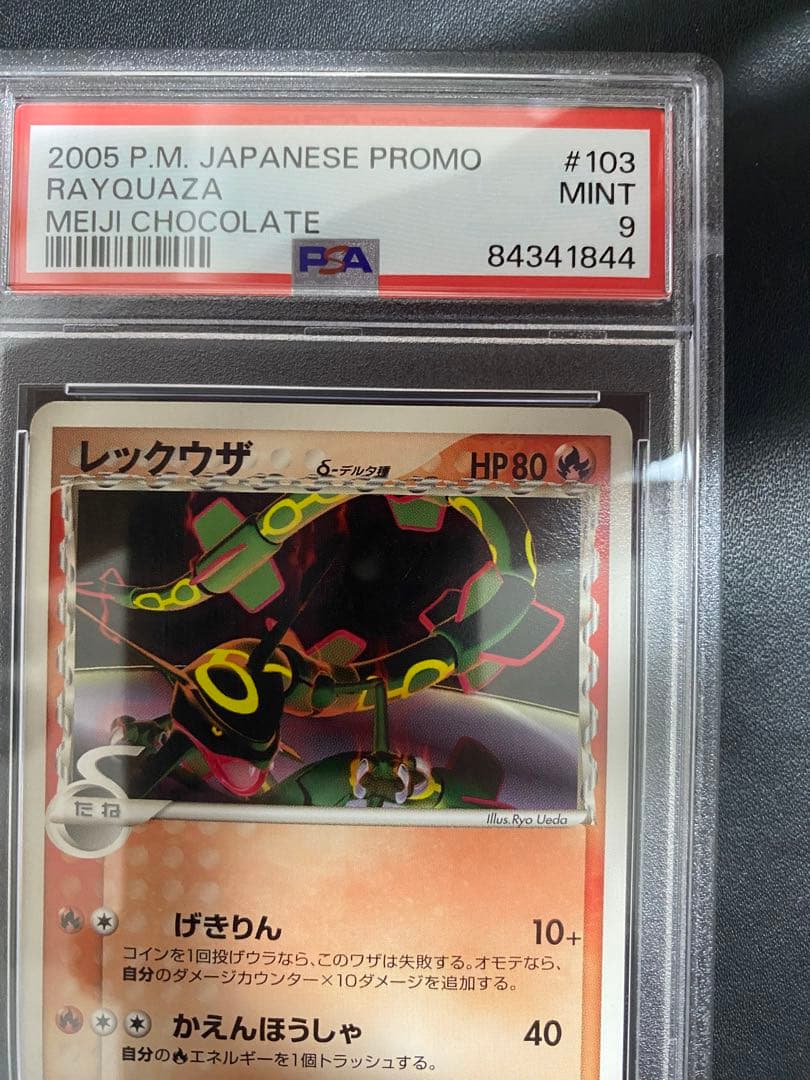 2005 P.M. JAPANESE PROMO #103
RAYQUAZA MINT
MEIJI CHOCOLATE 9
PSA 84341844
レックウザ δ-デルタ種 HP80
δ
たね
Illus.Ryo Ueda
げきりん 10+
コインを1回投げウラなら、このワザは失敗する。オモテなら、
自分のダメージカウンター×10ダメージを追加する。
かえんほうしゃ 40
自分のエネルギーを1個トラッシュする。